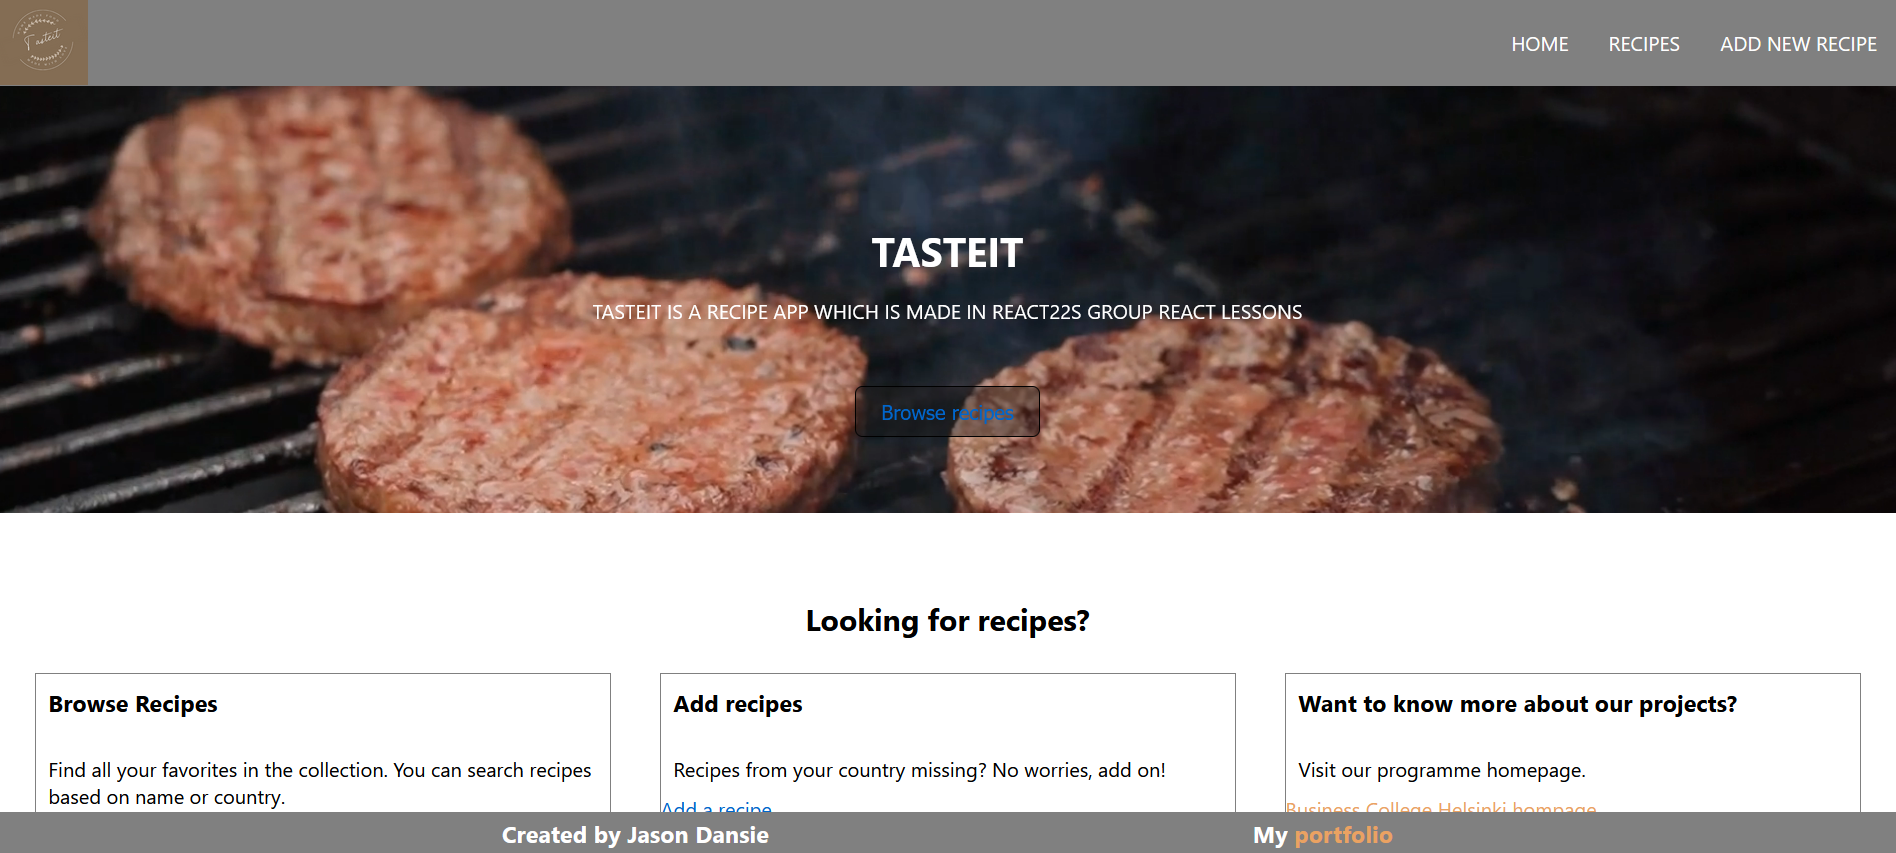 Tasteit
HOME RECIPES ADD NEW RECIPE
TASTEIT
TASTEIT IS A RECIPE APP WHICH IS MADE IN REACT22S GROUP REACT LESSONS
Browse recipes
Looking for recipes?
Browse Recipes
Find all your favorites in the collection. You can search recipes
based on name or country.
Add recipes
Recipes from your country missing? No worries, add on!
Add a recipe
Want to know more about our projects?
Visit our programme homepage.
Business College Helsinki hompage
Created by Jason Dansie
My portfolio